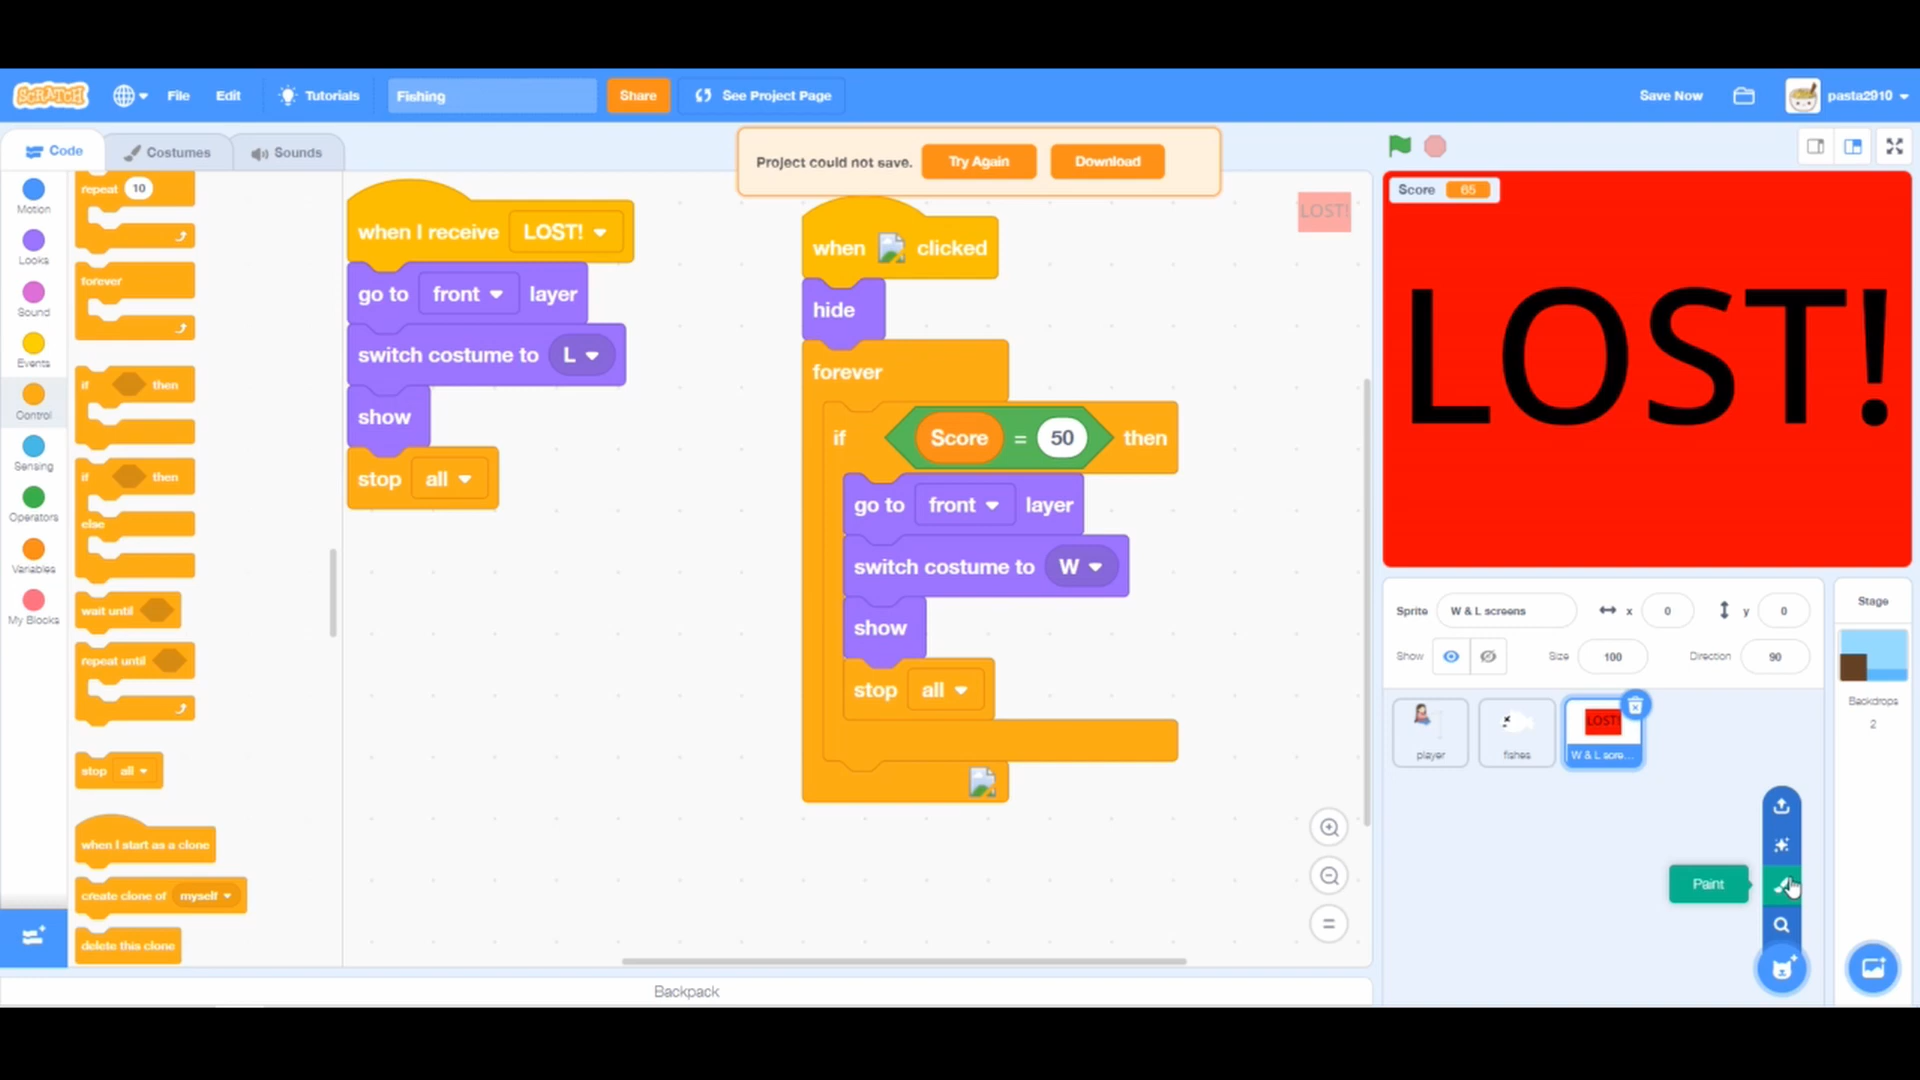 SCRATCH
File
Edit
Tutorials
Fishing
Share
See Project Page
Save Now
pasta2910
Code
Costumes
Sounds
Project could not save.
Try Again
Download
Motion
Looks
Sound
Events
Control
Sensing
Operators
Variables
My Blocks
repeat 10
forever
if then
if then
else
wait until
repeat until
stop all
when I start as a clone
create clone of myself
delete this clone
when I receive LOST!
go to front layer
switch costume to L
show
stop all
when clicked
hide
forever
if Score = 50 then
go to front layer
switch costume to W
show
stop all
LOST!
Score 65
LOST!
Sprite W & L screens x 0 y 0
Show Size 100 Direction 90
player
fishes
LOST!
W & L scre...
Stage
Backdrops
2
Paint
Backpack